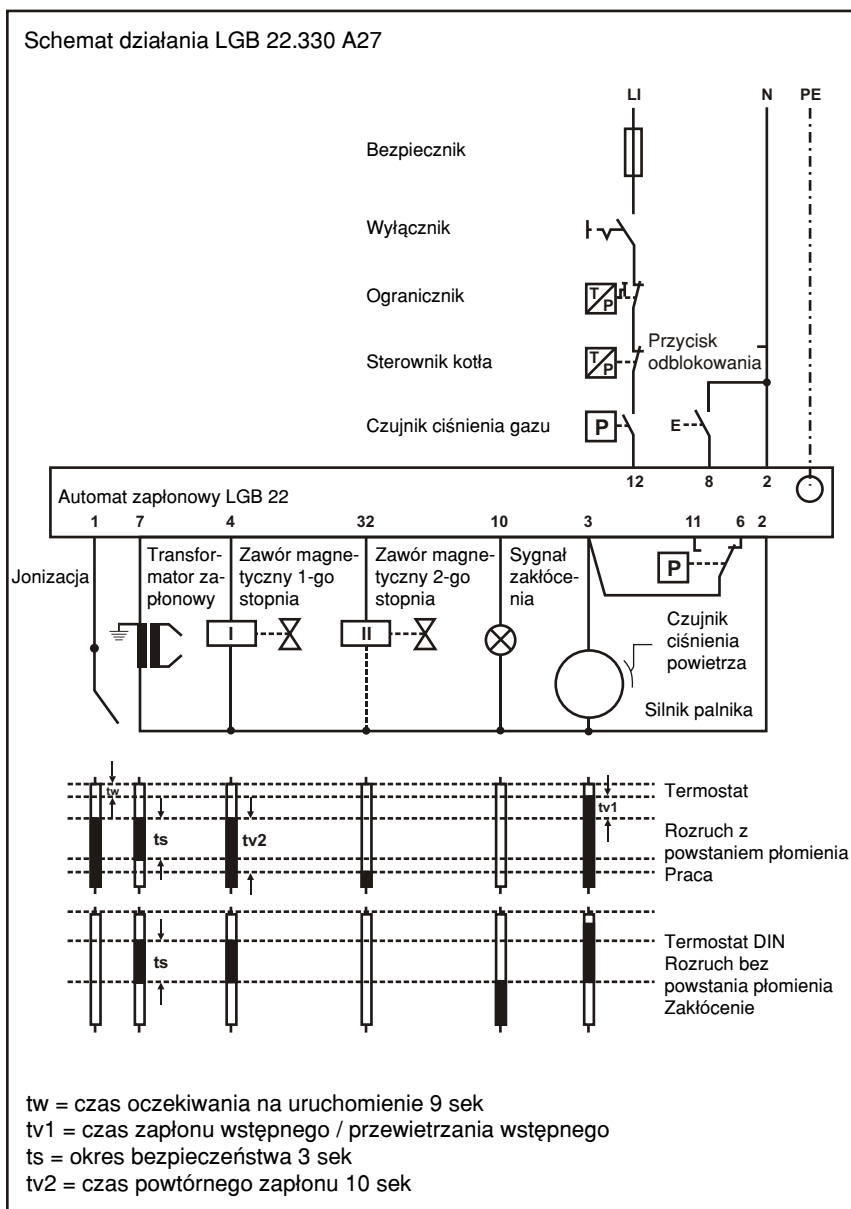 Schemat działania LGB 22.330 A27
LI N PE
Bezpiecznik
Wyłącznik
Ogranicznik
T/P
Sterownik kotła
T/P
Przycisk
odblokowania
Czujnik ciśnienia gazu
P
E
12 8 2
Automat zapłonowy LGB 22
1 7 4 32 10 3 11 6 2
Jonizacja
Transfor-
mator za-
płonowy
Zawór magne-
tyczny 1-go
stopnia
Zawór magne-
tyczny 2-go
stopnia
Sygnał
zakłóce-
nia
P
I
II
Czujnik
ciśnienia
powietrza
Silnik palnika
tw
ts
tv2
tv1
Termostat
Rozruch z
powstaniem płomienia
Praca
ts
Termostat DIN
Rozruch bez
powstania płomienia
Zakłócenie
tw = czas oczekiwania na uruchomienie 9 sek
tv1 = czas zapłonu wstępnego / przewietrzania wstępnego
ts = okres bezpieczeństwa 3 sek
tv2 = czas powtórnego zapłonu 10 sek